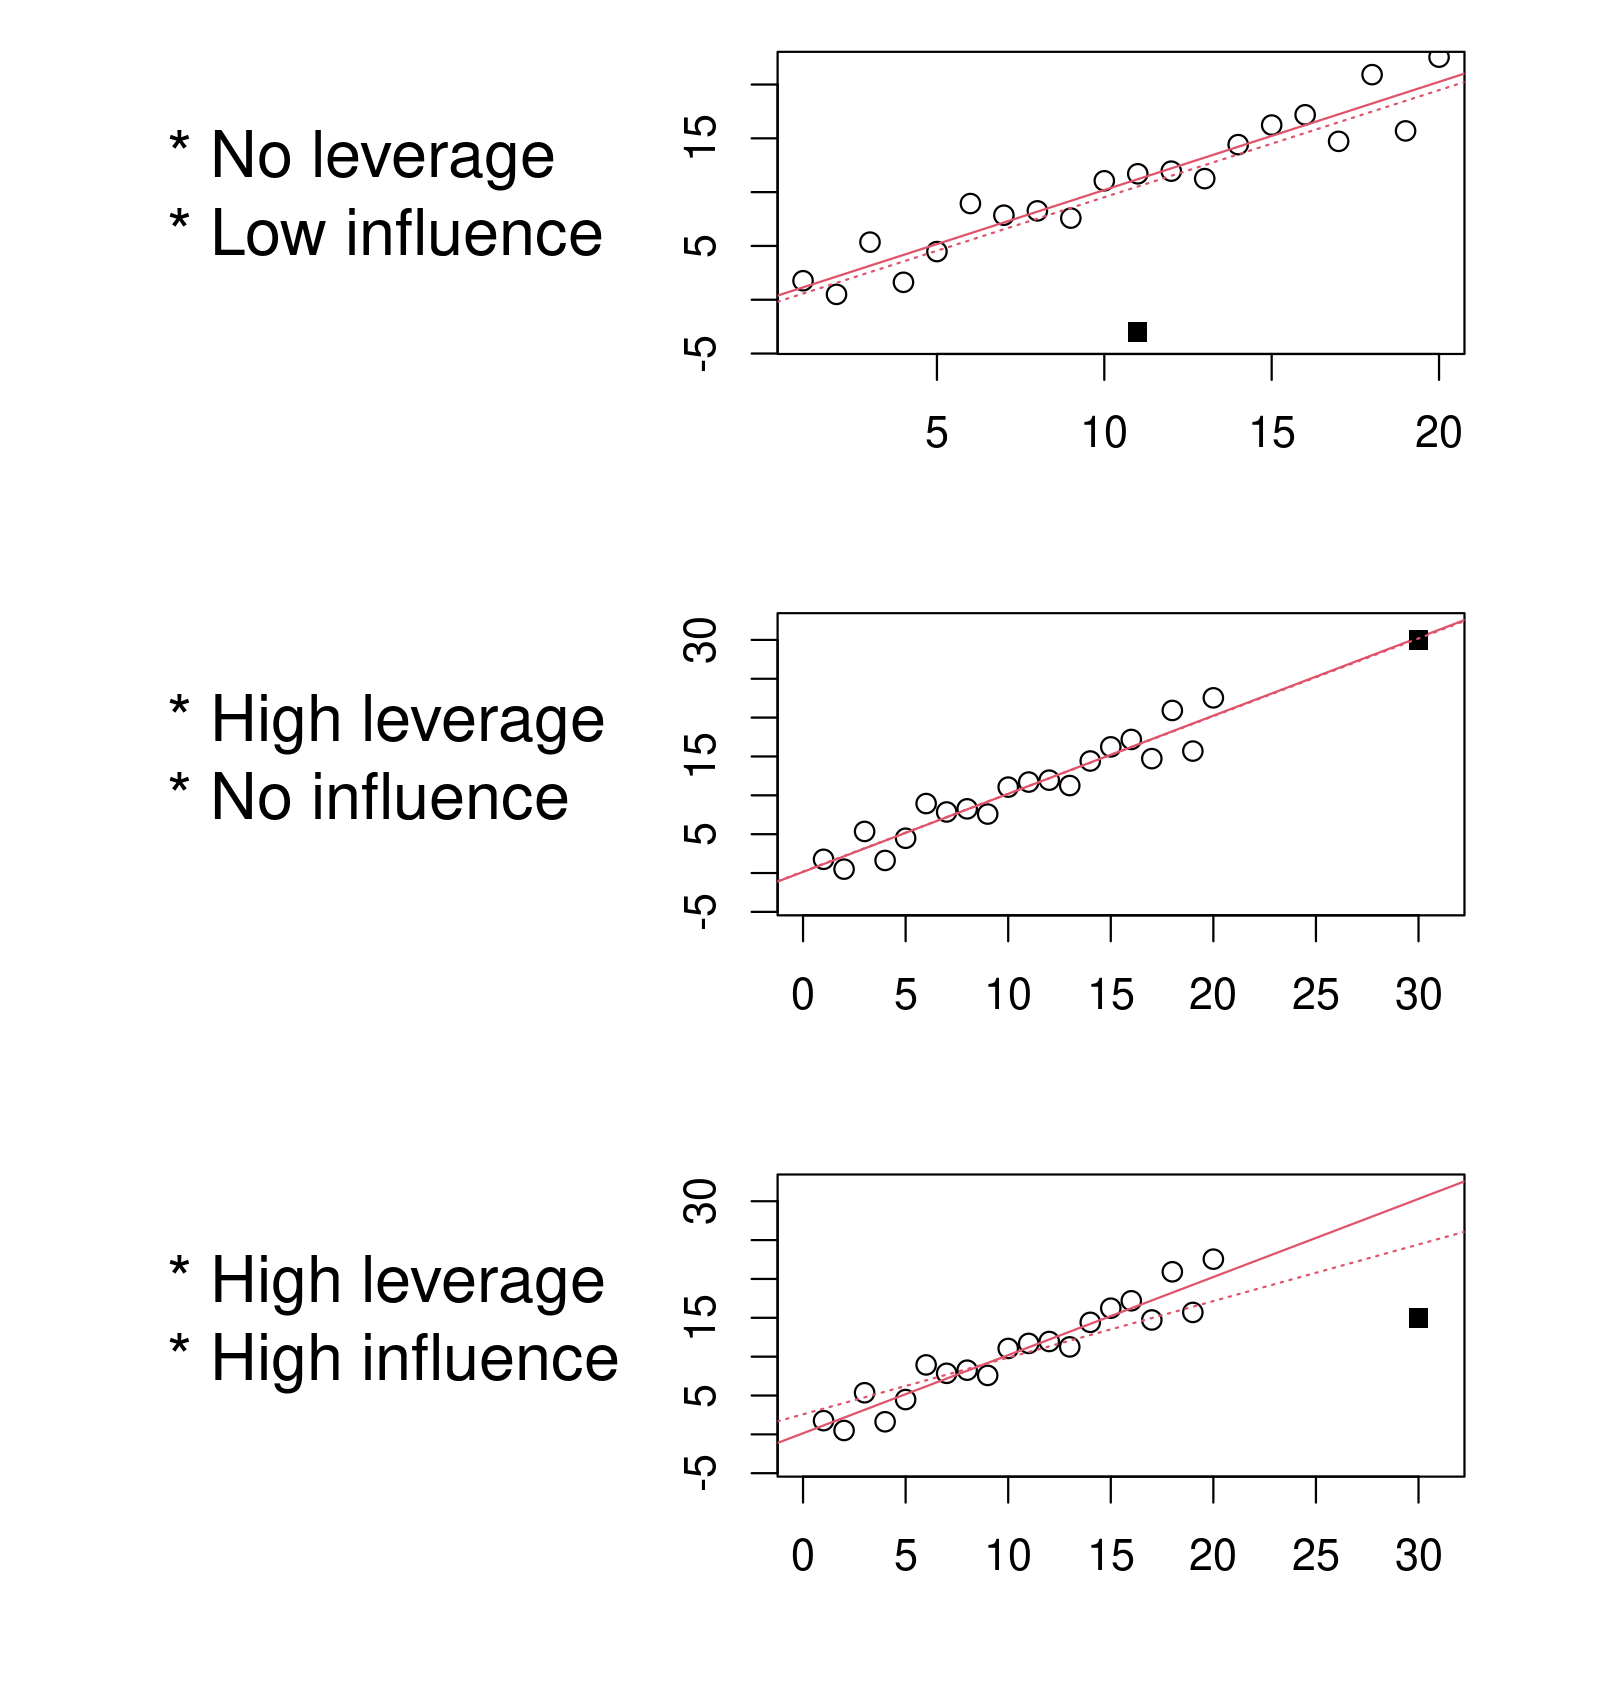 * No leverage
* Low influence
-5 5 15
5 10 15 20
* High leverage
* No influence
-5 5 15 30
0 5 10 15 20 25 30
* High leverage
* High influence
-5 5 15 30
0 5 10 15 20 25 30